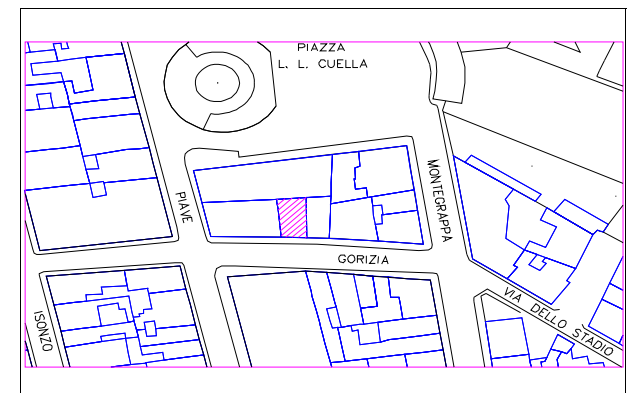 PIAZZA
L. L. CUELLA
MONTEGRAPPA
PIAVE
GORIZIA
ISONZO
VIA DELLO STADIO